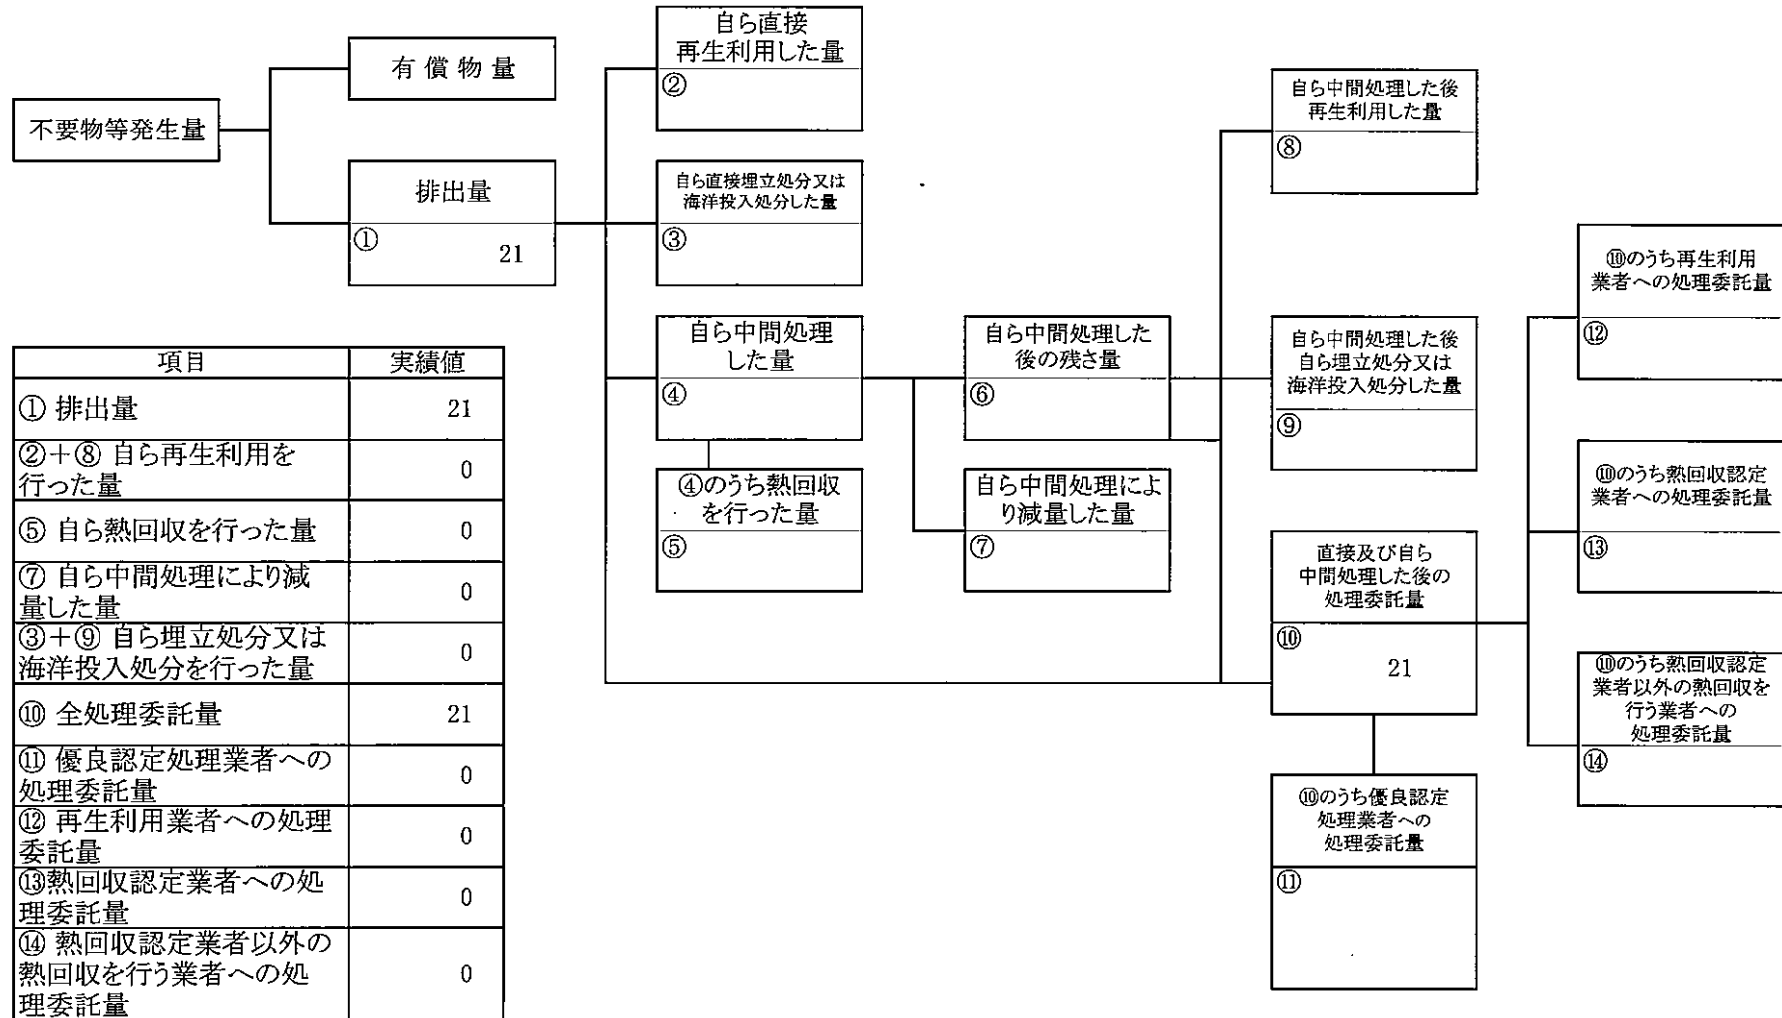 不要物等発生量
有償物量
排出量
①
21
自ら直接
再生利用した量
②
自ら直接埋立処分又は
海洋投入処分した量
③
自ら中間処理
した量
④
④のうち熱回収
を行った量
⑤
自ら中間処理した
後の残さ量
⑥
自ら中間処理によ
り減量した量
⑦
自ら中間処理した後
再生利用した量
⑧
自ら中間処理した後
自ら埋立処分又は
海洋投入処分した量
⑨
直接及び自ら
中間処理した後の
処理委託量
⑩
21
⑩のうち優良認定
処理業者への
処理委託量
⑪
⑩のうち再生利用
業者への処理委託量
⑫
⑩のうち熱回収認定
業者への処理委託量
⑬
⑩のうち熱回収認定
業者以外の熱回収を
行う業者への
処理委託量
⑭
項目 実績値
① 排出量 21
②+⑧ 自ら再生利用を
行った量 0
⑤ 自ら熱回収を行った量 0
⑦ 自ら中間処理により減
量した量 0
③+⑨ 自ら埋立処分又は
海洋投入処分を行った量 0
⑩ 全処理委託量 21
⑪ 優良認定処理業者への
処理委託量 0
⑫ 再生利用業者への処理
委託量 0
⑬熱回収認定業者への処
理委託量 0
⑭ 熱回収認定業者以外の
熱回収を行う業者への処
理委託量 0